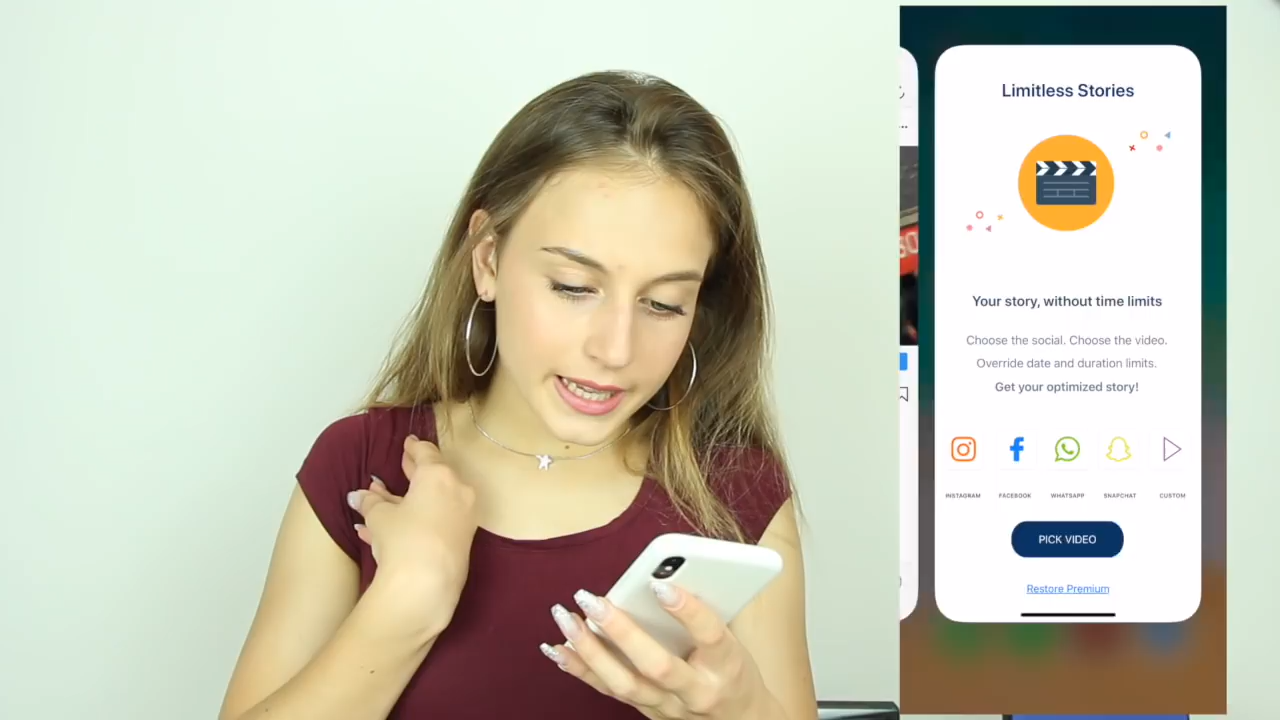 Limitless Stories
Your story, without time limits
Choose the social. Choose the video.
Override date and duration limits.
Get your optimized story!
INSTAGRAM FACEBOOK WHATSAPP SNAPCHAT CUSTOM
PICK VIDEO
Restore Premium